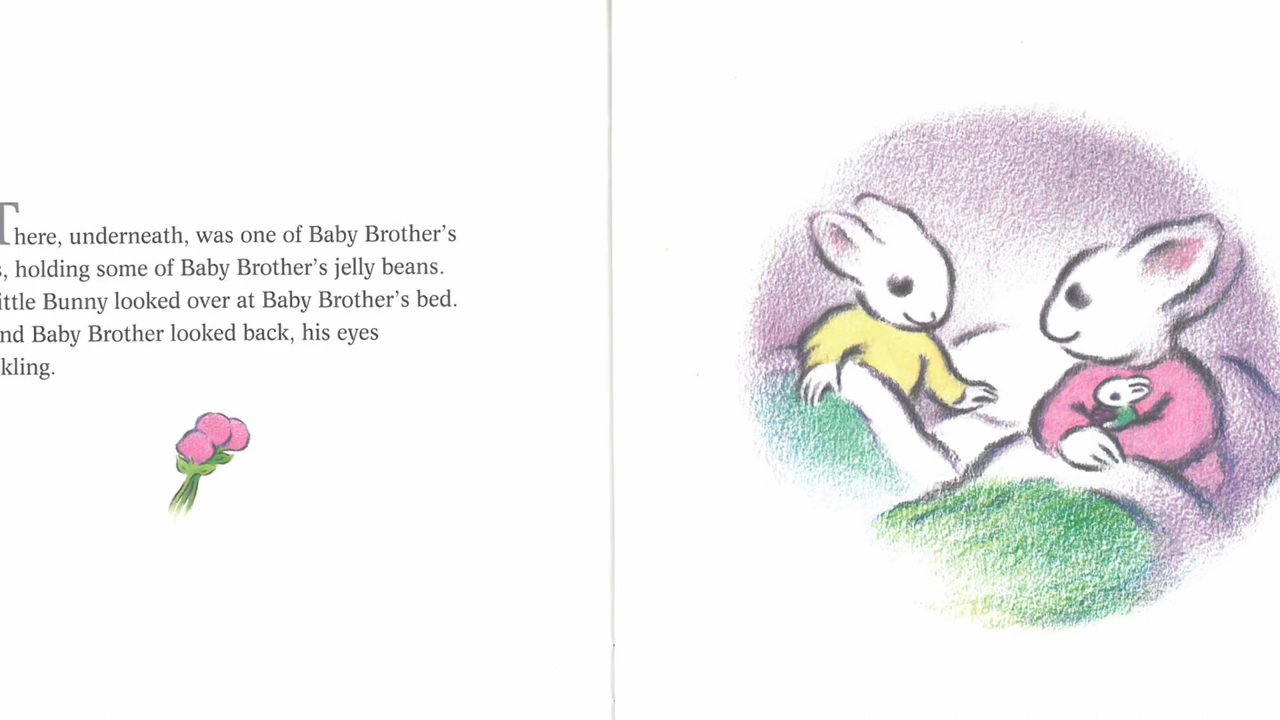 There, underneath, was one of Baby Brother's
s, holding some of Baby Brother's jelly beans.
ittle Bunny looked over at Baby Brother's bed.
nd Baby Brother looked back, his eyes
kling.